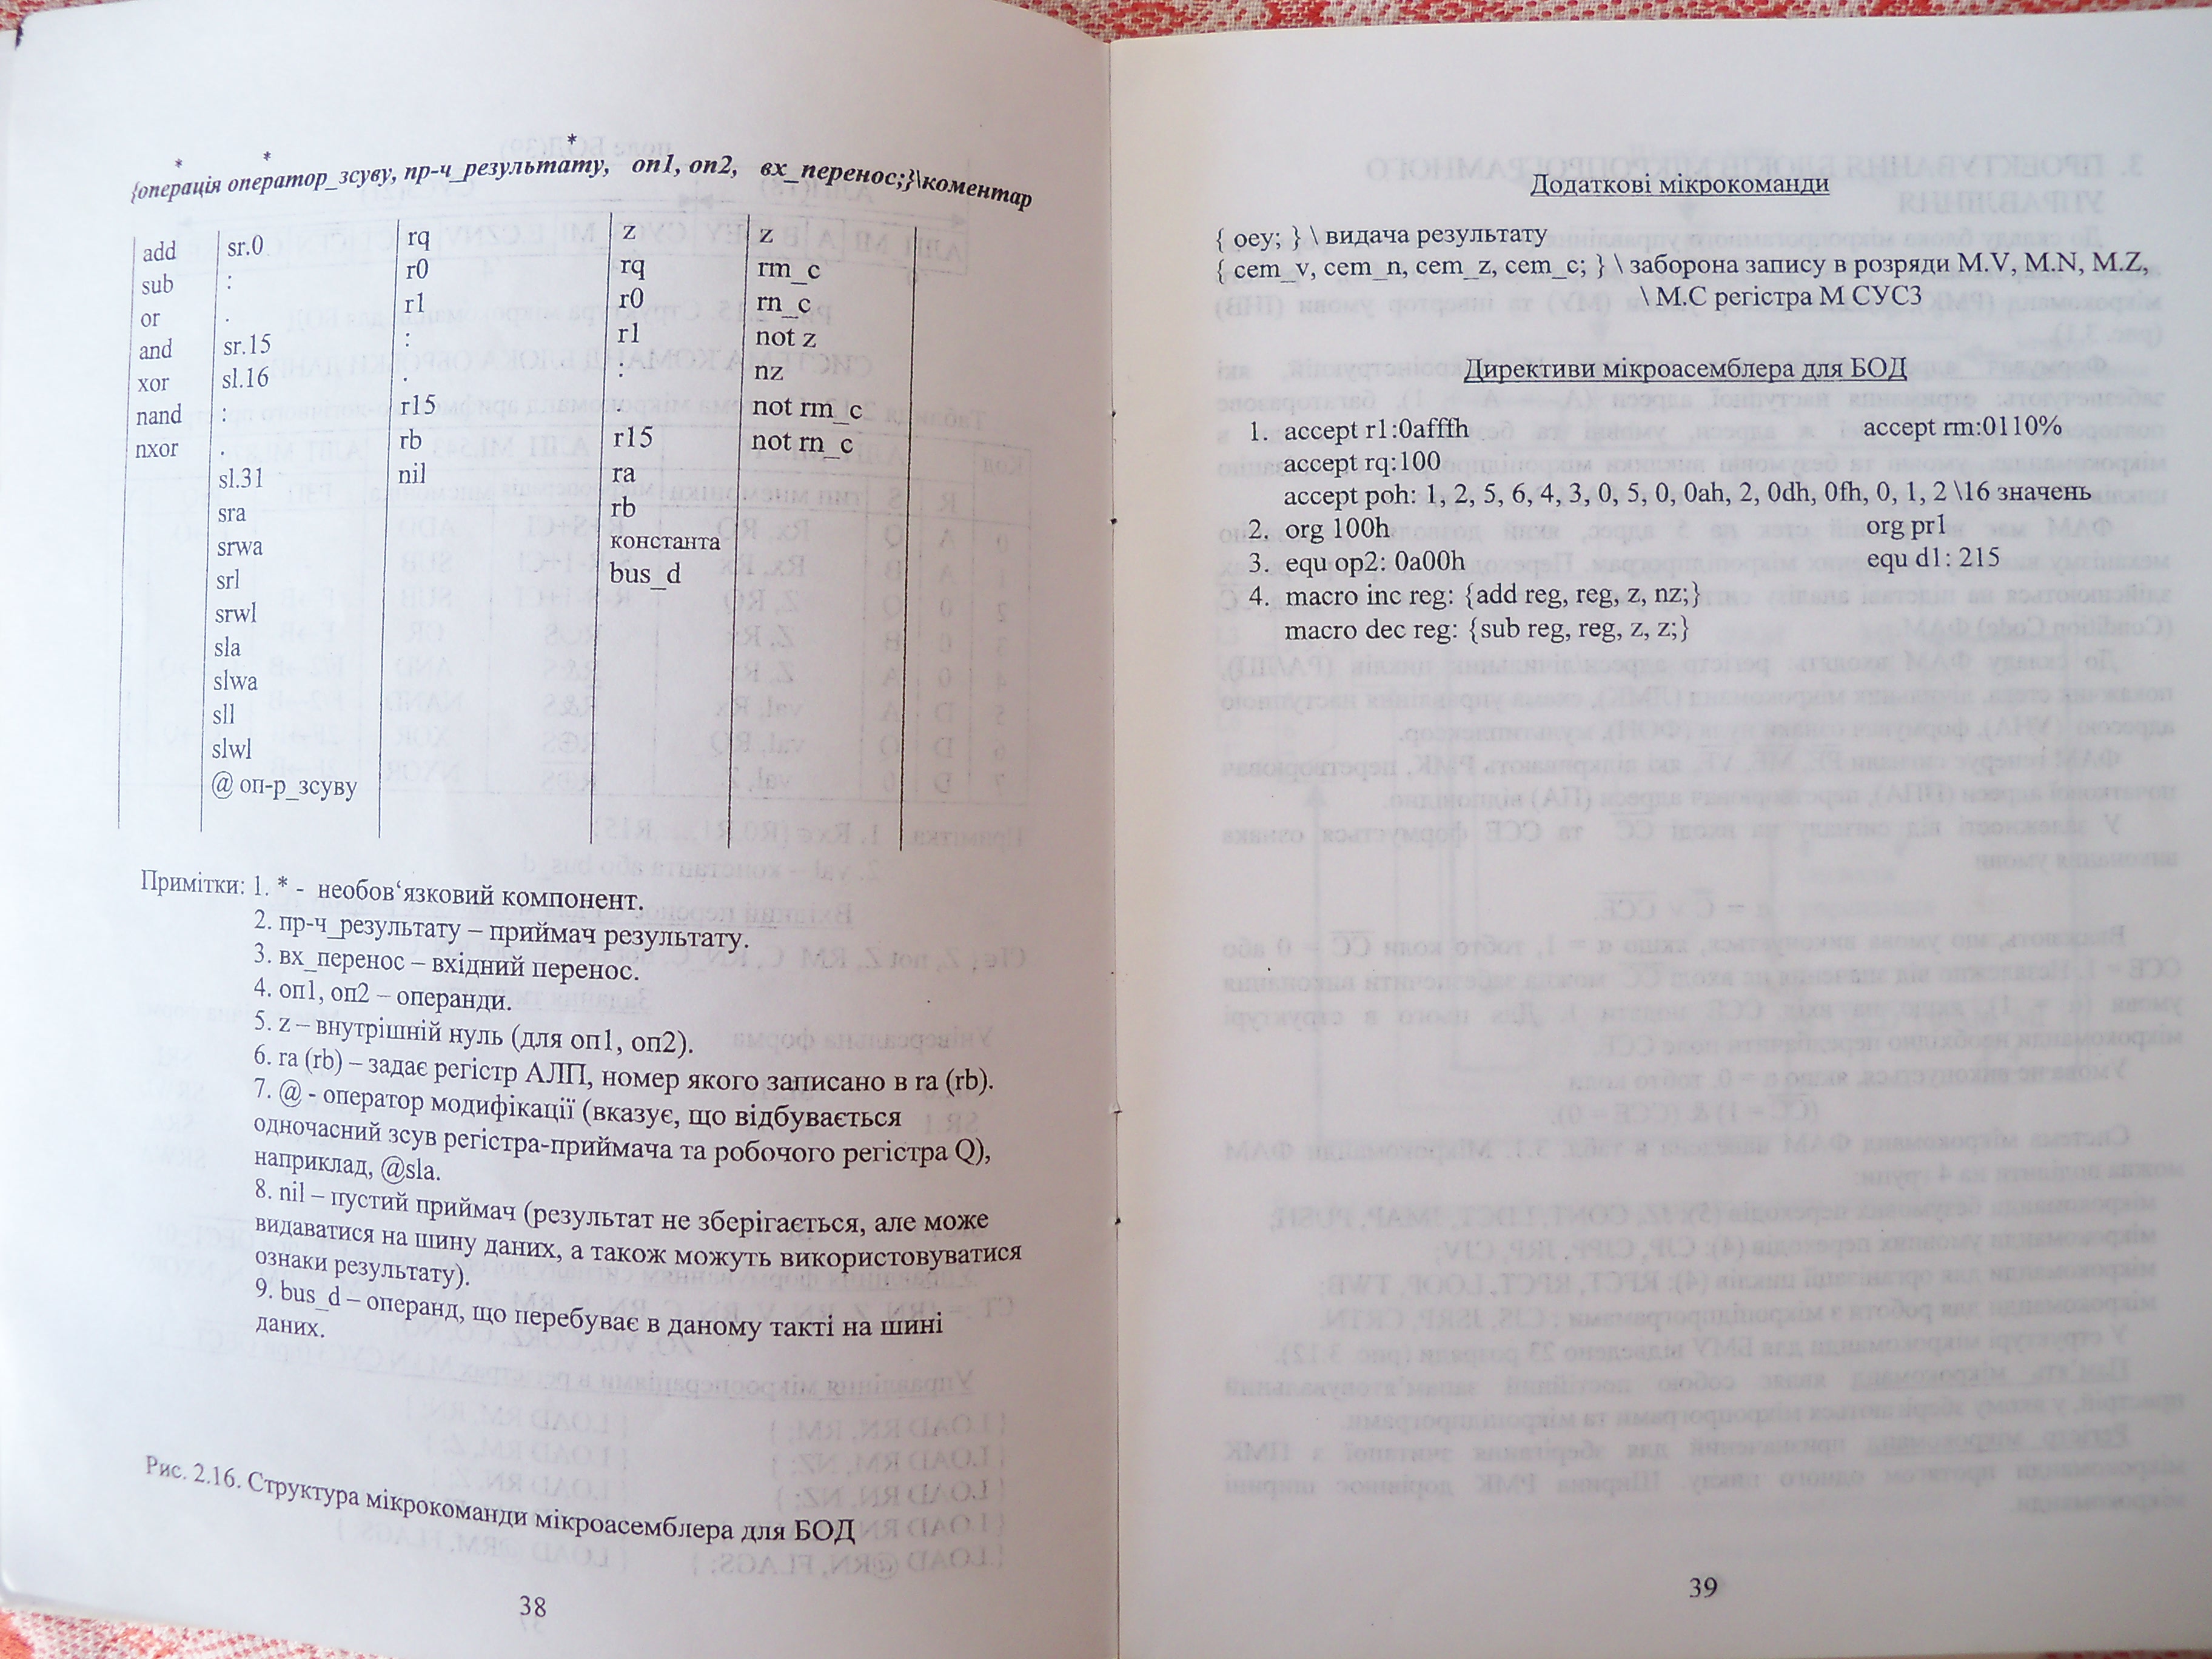 * * *
{операція оператор_зсуву, пр-ч_результату, оп1, оп2, вх_перенос;}\коментар
add sr.0 rq z z
sub : r0 rq rm_c
or . r1 r0 rn_c
and sr.15 : r1 not z
xor sl.16 . : nz
nand : r15 . not rm_c
nxor . rb r15 not rn_c
sl.31 nil ra
sra rb
srwa константа
srl bus_d
srwl
sla
slwa
sll
slwl
@ оп-р_зсуву
Примітки: 1. * - необов‘язковий компонент.
2. пр-ч_результату – приймач результату.
3. вх_перенос – вхідний перенос.
4. оп1, оп2 – операнди.
5. z – внутрішній нуль (для оп1, оп2).
6. ra (rb) – задає регістр АЛП, номер якого записано в ra (rb).
7. @ - оператор модифікації (вказує, що відбувається
одночасний зсув регістра-приймача та робочого регістра Q),
наприклад, @sla.
8. nil – пустий приймач (результат не зберігається, але може
видаватися на шину даних, а також можуть використовуватися
ознаки результату).
9. bus_d – операнд, що перебуває в даному такті на шині
даних.
Рис. 2.16. Структура мікрокоманди мікроасемблера для БОД
38
Додаткові мікрокоманди
{ oey; } \ видача результату
{ cem_v, cem_n, cem_z, cem_c; } \ заборона запису в розряди M.V, M.N, M.Z,
\ M.C регістра М СУСЗ
Директиви мікроасемблера для БОД
1. accept r1:0afffh accept rm:0110%
accept rq:100
accept poh: 1, 2, 5, 6, 4, 3, 0, 5, 0, 0ah, 2, 0dh, 0fh, 0, 1, 2 \16 значень
2. org 100h org pr1
3. equ op2: 0a00h equ d1: 215
4. macro inc reg: {add reg, reg, z, nz;}
macro dec reg: {sub reg, reg, z, z;}
39